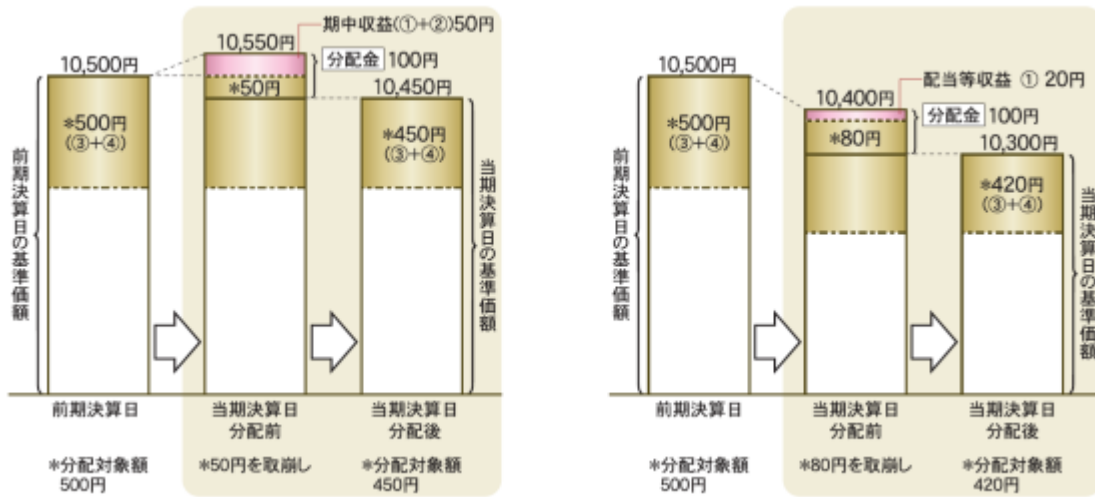 期中収益(①+②)50円
10,550円
10,500円
分配金 100円
*50円
10,450円
*500円
(③+④)
*450円
(③+④)
前期決算日の基準価額
当期決算日の基準価額
前期決算日
当期決算日
分配前
当期決算日
分配後
*分配対象額
500円
*50円を取崩し
*分配対象額
450円
10,500円
配当等収益 ① 20円
10,400円
分配金 100円
*500円
(③+④)
*80円
10,300円
*420円
(③+④)
前期決算日の基準価額
当期決算日の基準価額
前期決算日
当期決算日
分配前
当期決算日
分配後
*分配対象額
500円
*80円を取崩し
*分配対象額
420円